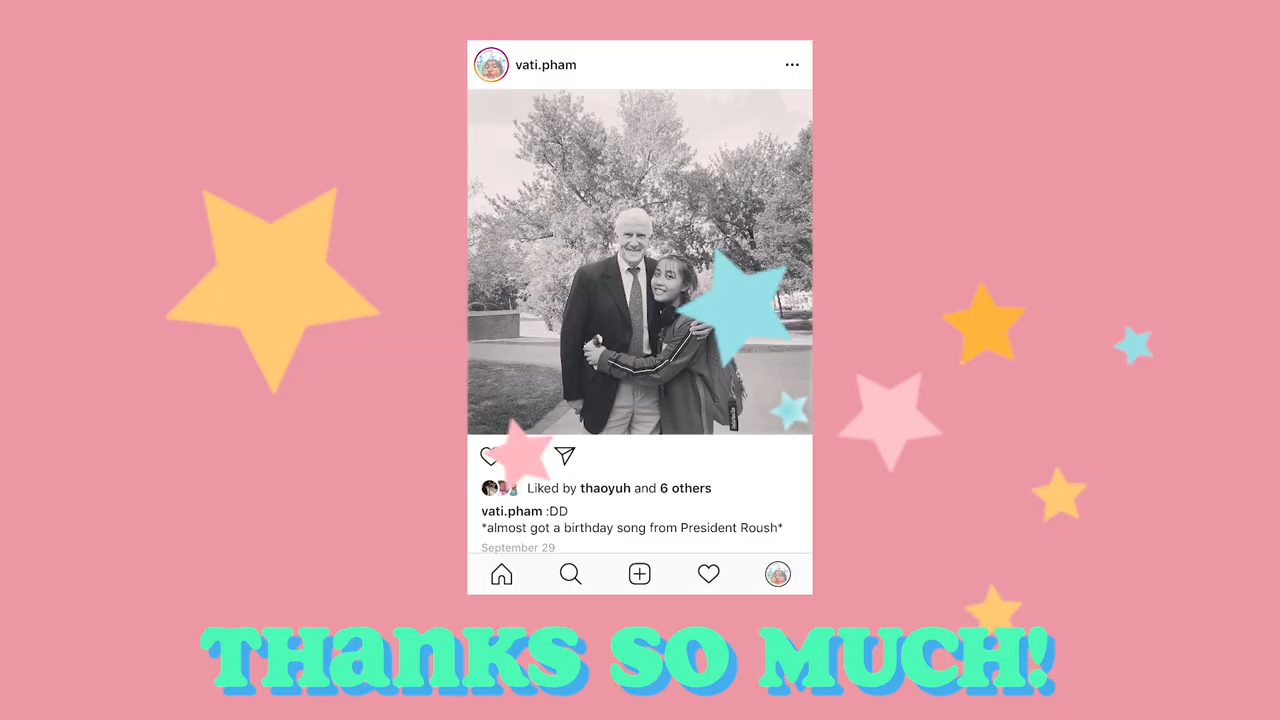 vati.pham
Liked by thaoyuh and 6 others
vati.pham :DD
*almost got a birthday song from President Roush*
September 29
THANKS SO MUCH!